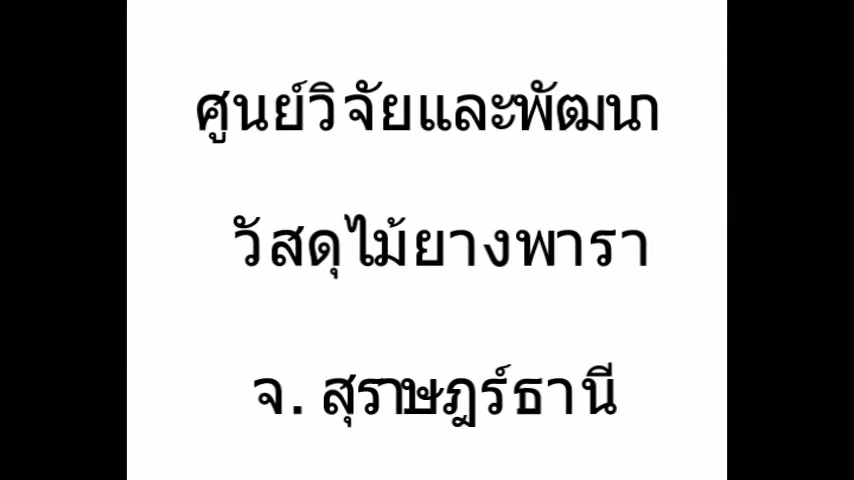 ศูนย์วิจัยและพัฒนา
วัสดุไม้ยางพารา
จ. สุราษฎร์ธานี